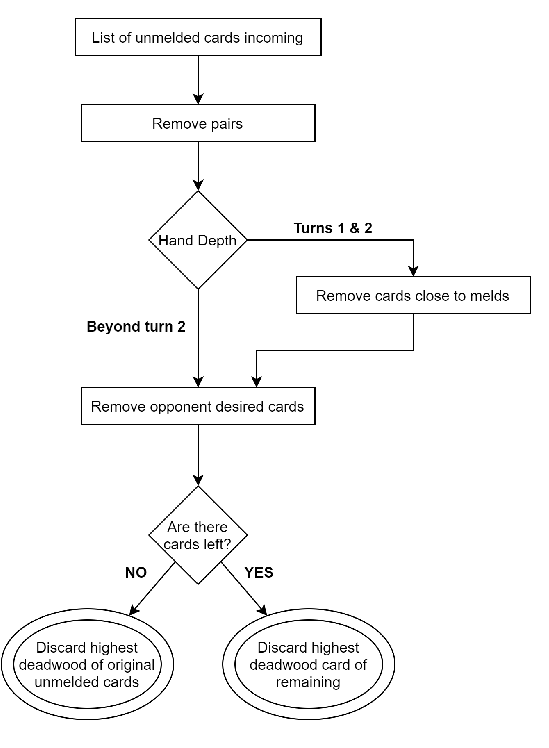 List of unmelded cards incoming
Remove pairs
Hand Depth
Turns 1 & 2
Remove cards close to melds
Beyond turn 2
Remove opponent desired cards
Are there
cards left?
NO
YES
Discard highest
deadwood of original
unmelded cards
Discard highest
deadwood card of
remaining